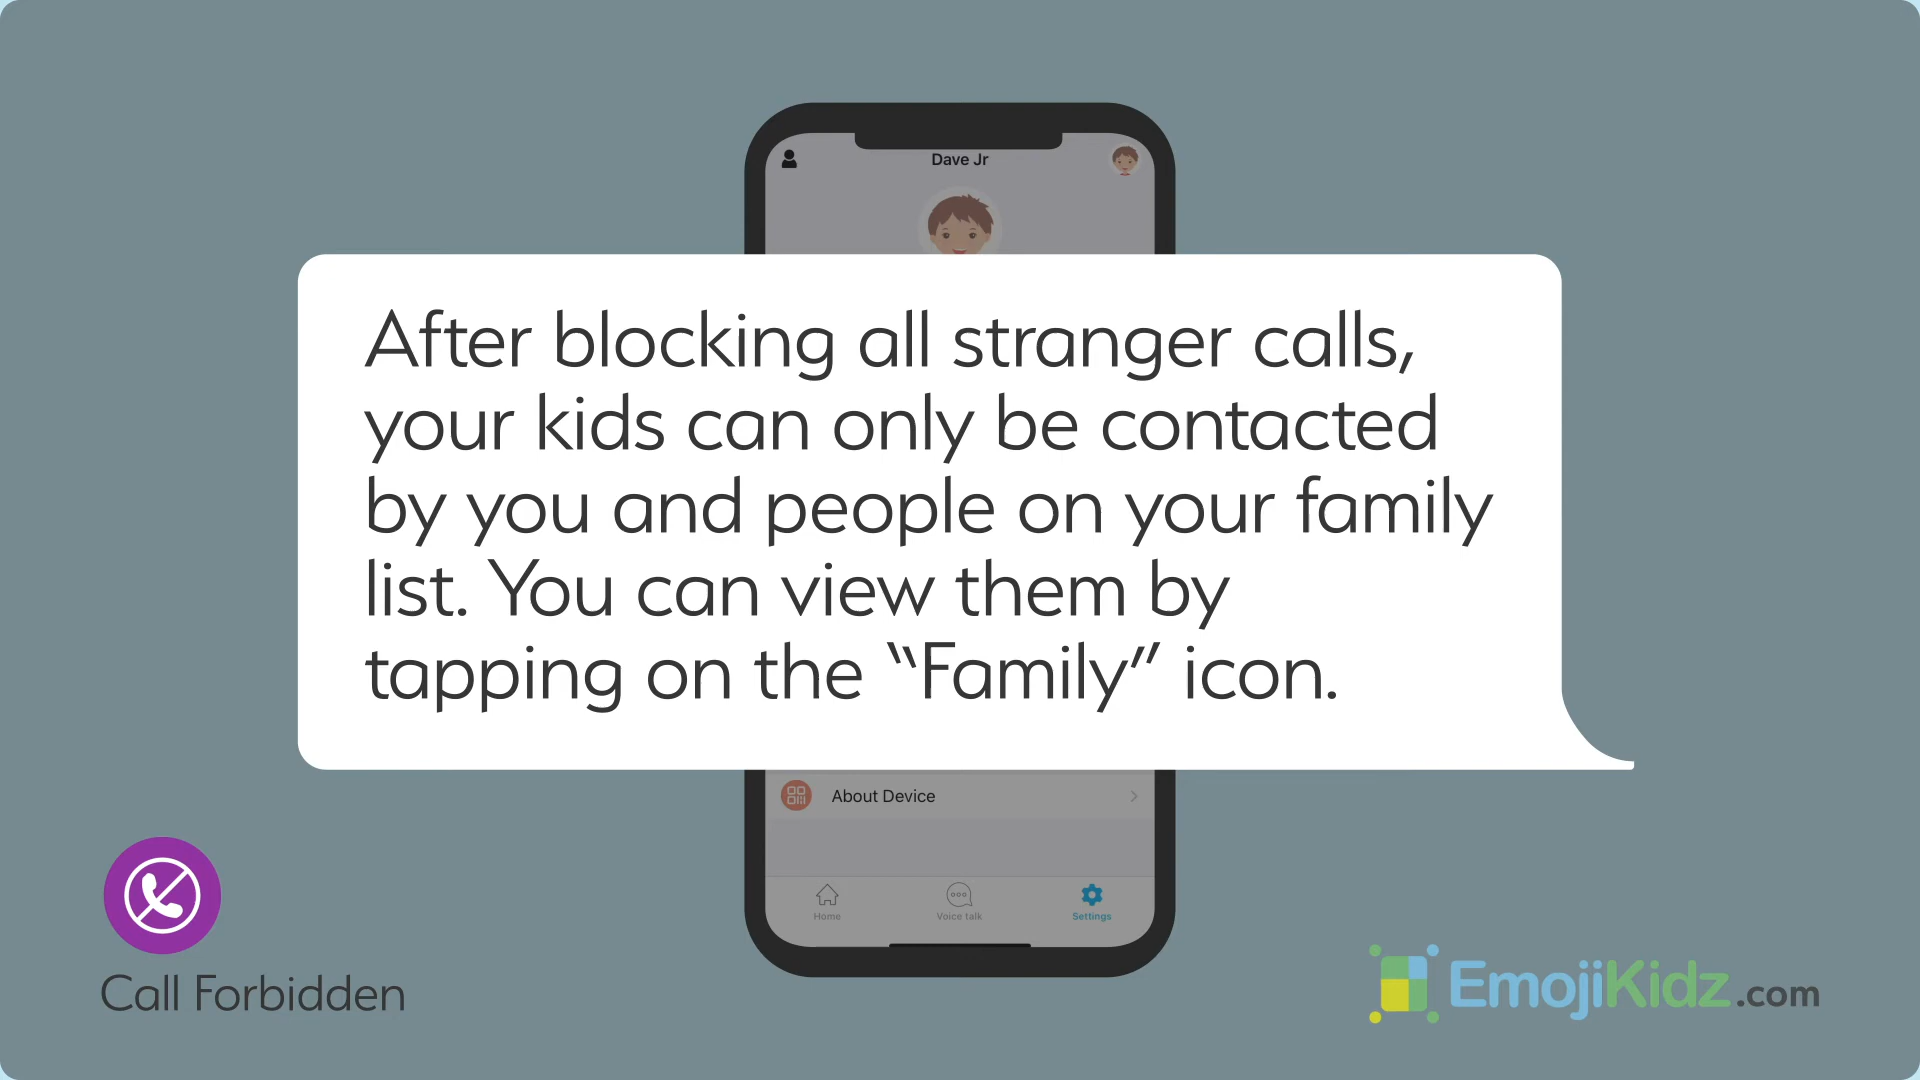 Dave Jr
After blocking all stranger calls,
your kids can only be contacted
by you and people on your family
list. You can view them by
tapping on the “Family” icon.
About Device
Home
Voice talk
Settings
Call Forbidden
EmojiKidz.com